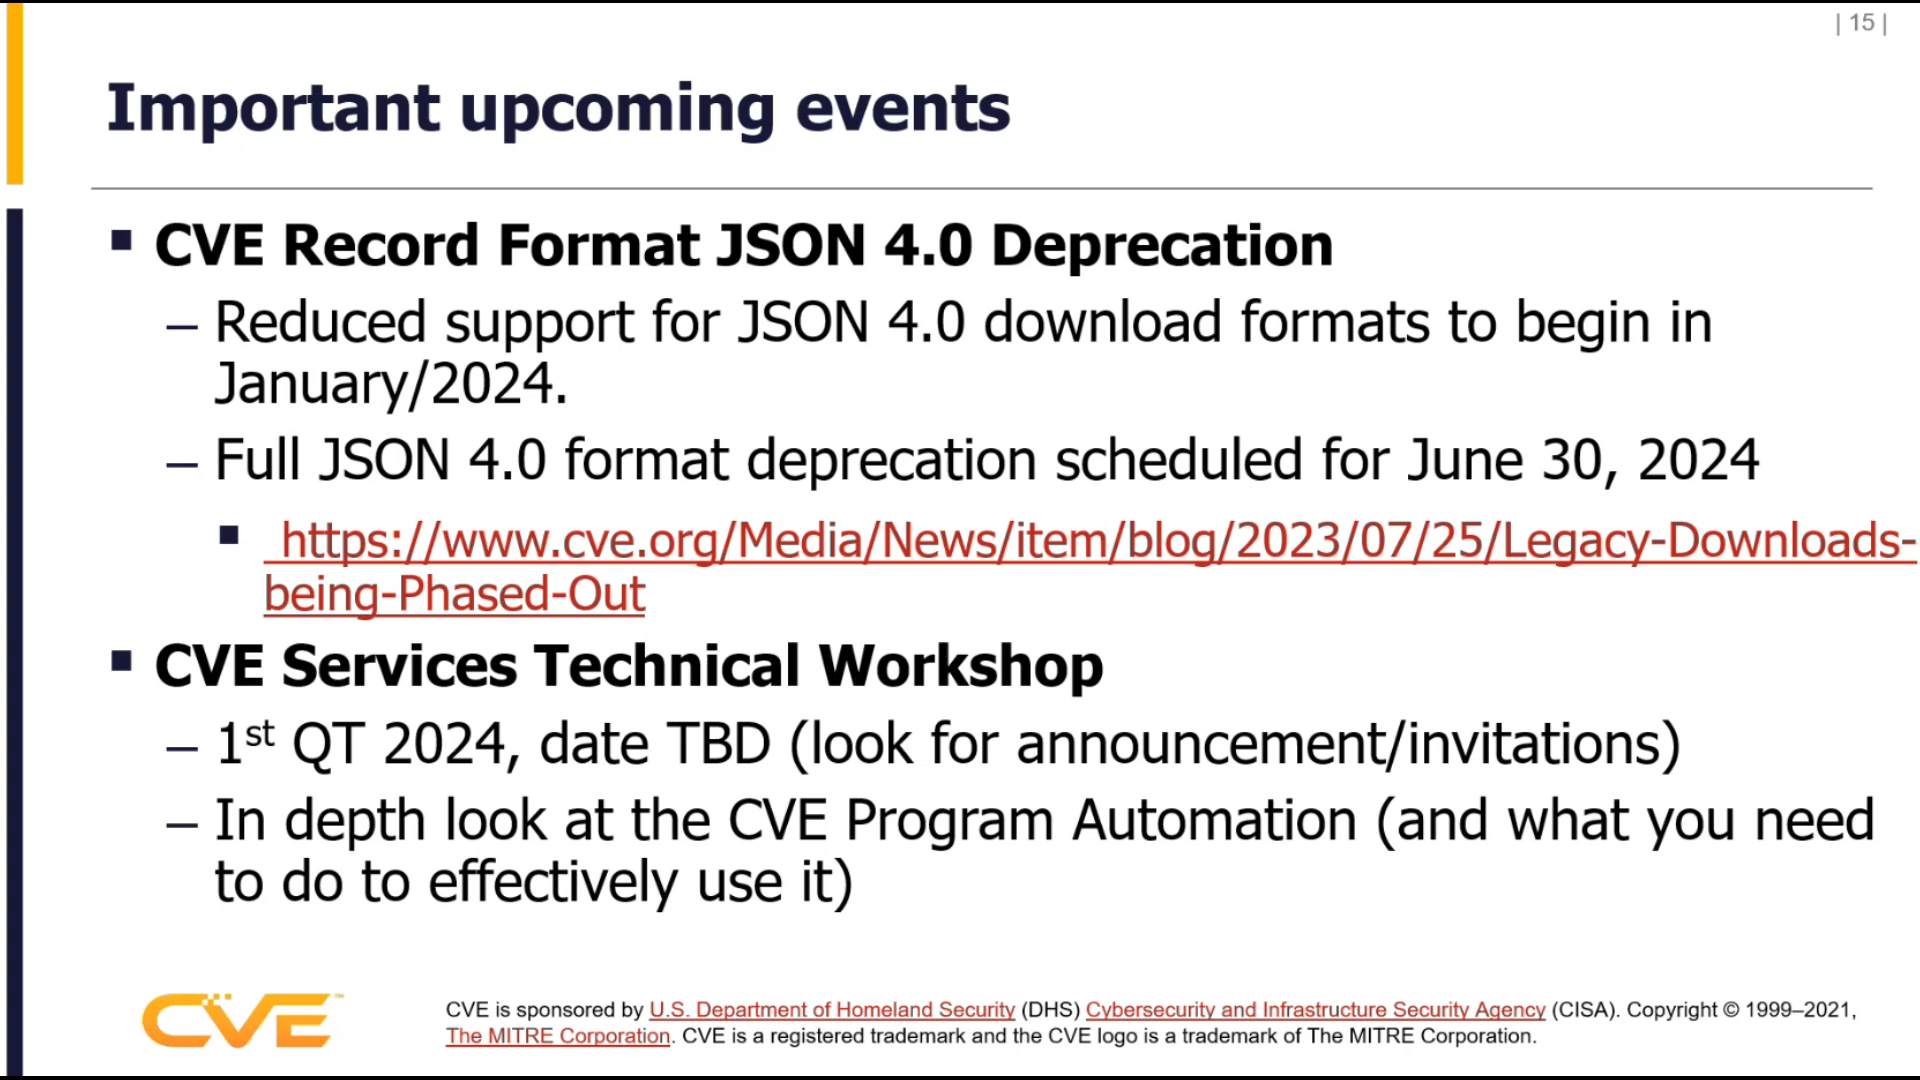 | 15 |
Important upcoming events
▪ CVE Record Format JSON 4.0 Deprecation
– Reduced support for JSON 4.0 download formats to begin in
January/2024.
– Full JSON 4.0 format deprecation scheduled for June 30, 2024
▪ https://www.cve.org/Media/News/item/blog/2023/07/25/Legacy-Downloads-
being-Phased-Out
▪ CVE Services Technical Workshop
– 1st QT 2024, date TBD (look for announcement/invitations)
– In depth look at the CVE Program Automation (and what you need
to do to effectively use it)
CVE™
CVE is sponsored by U.S. Department of Homeland Security (DHS) Cybersecurity and Infrastructure Security Agency (CISA). Copyright © 1999–2021,
The MITRE Corporation. CVE is a registered trademark and the CVE logo is a trademark of The MITRE Corporation.